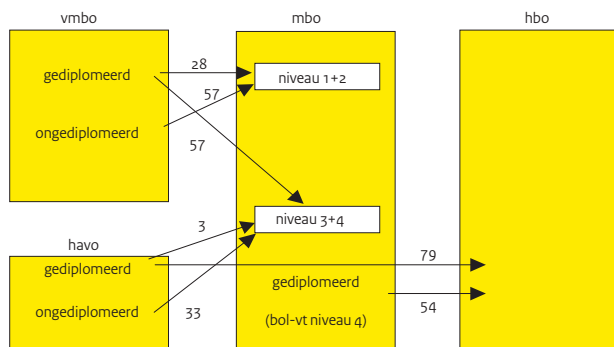 vmbo
mbo
hbo
gediplomeerd
28
niveau 1+2
57
ongediplomeerd
57
niveau 3+4
3
havo
gediplomeerd
79
gediplomeerd
ongediplomeerd
33
(bol-vt niveau 4)
54